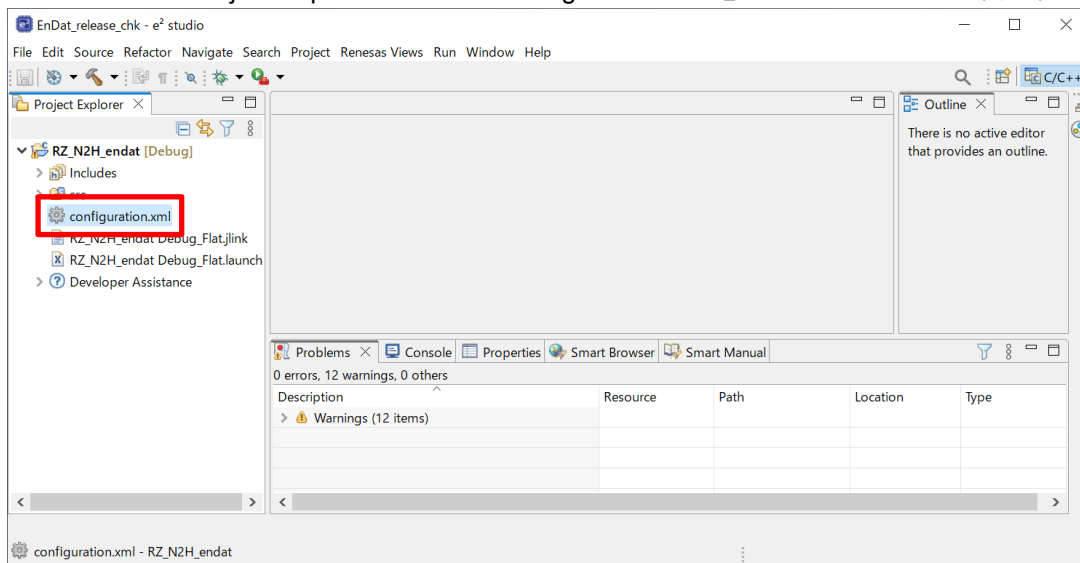 EnDat_release_chk - e² studio
File Edit Source Refactor Navigate Search Project Renesas Views Run Window Help
C/C++
Project Explorer
Outline
There is no active editor
that provides an outline.
RZ_N2H_endat [Debug]
Includes
configuration.xml
RZ_N2H_endat Debug_Flat.jlink
RZ_N2H_endat Debug_Flat.launch
Developer Assistance
Problems Console Properties Smart Browser Smart Manual
0 errors, 12 warnings, 0 others
Description Resource Path Location Type
Warnings (12 items)
configuration.xml - RZ_N2H_endat